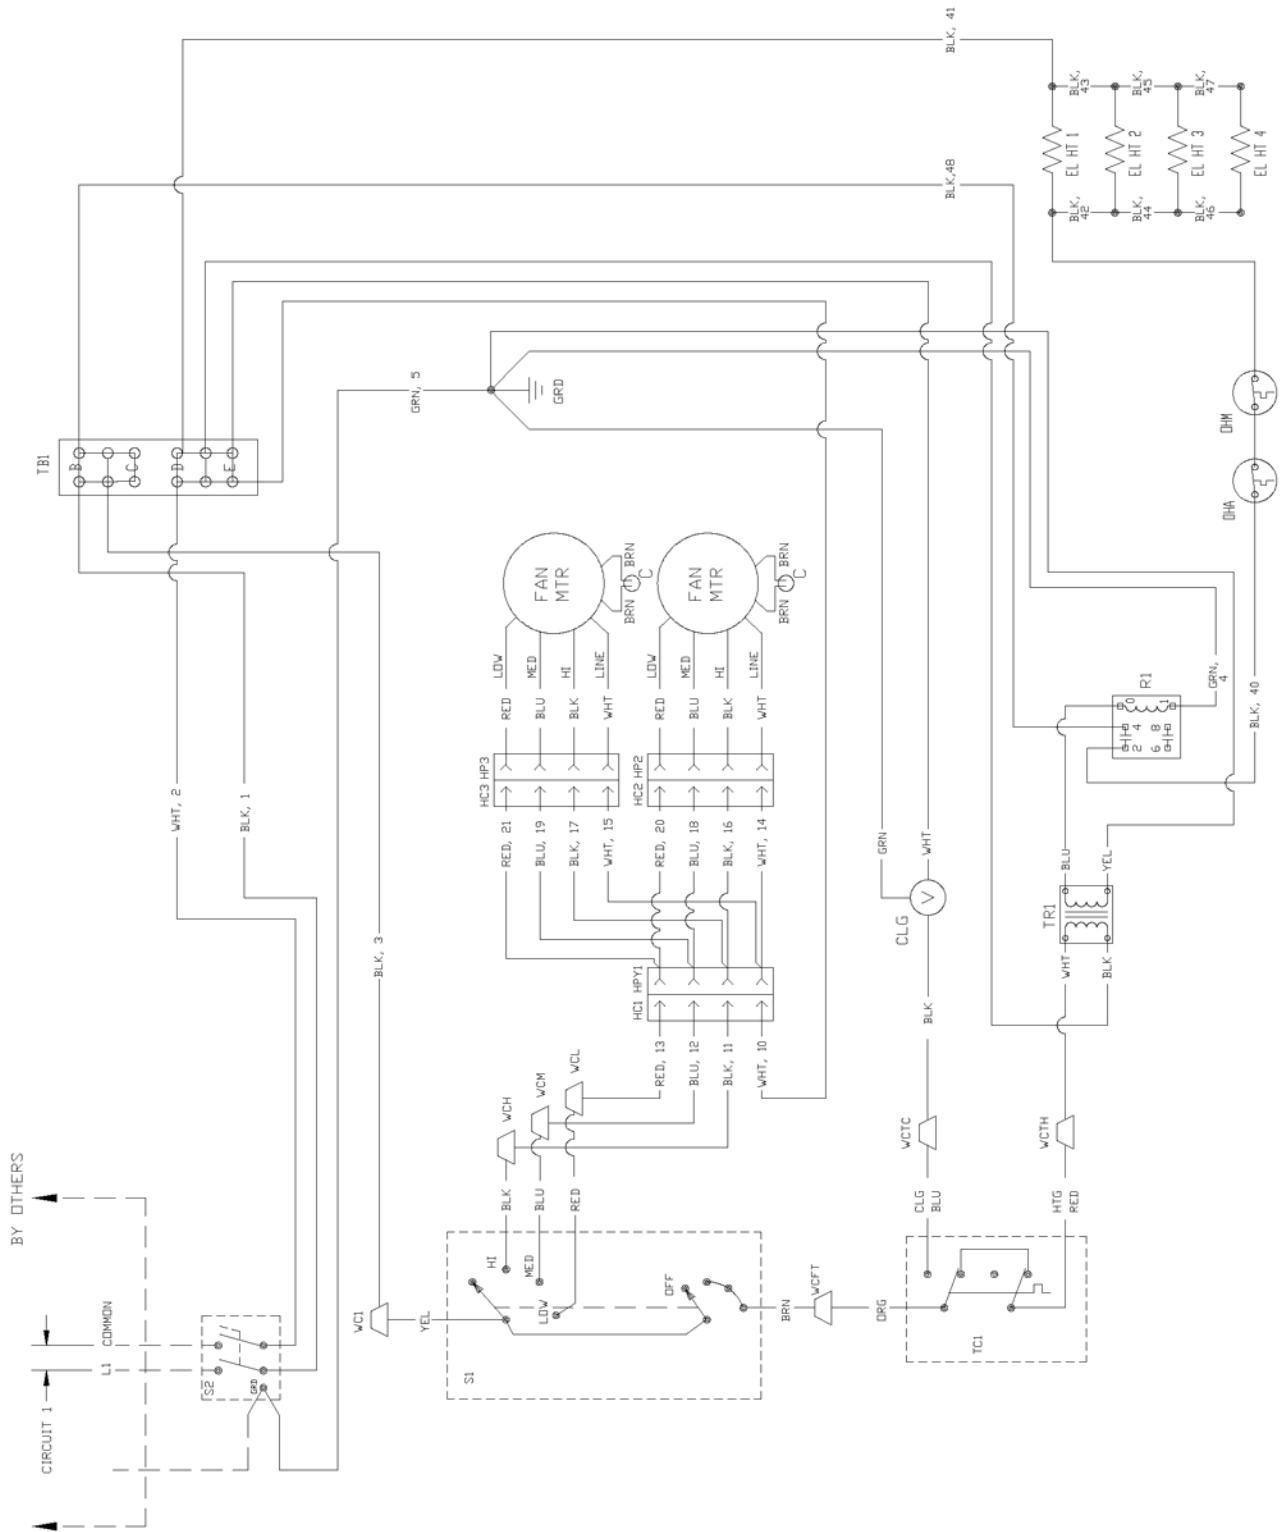 BY OTHERS
CIRCUIT 1
L1
COMMON
S2
GRD
WHT, 2
BLK, 1
BLK, 3
TB1
B
C
D
E
GRN, 5
GRD
BLK, 41
BLK,48
BLK, 43
BLK, 45
BLK, 47
EL HT 1
EL HT 2
EL HT 3
EL HT 4
BLK, 42
BLK, 44
BLK, 46
OHM
OHA
BLK, 40
GRN, 4
R1
0
1
2
4
6
8
FAN MTR
BRN
BRN
C
FAN MTR
BRN
BRN
C
LOW
MED
HI
LINE
LOW
MED
HI
LINE
RED
BLU
BLK
WHT
RED
BLU
BLK
WHT
HC3 HP3
HC2 HP2
RED, 21
BLU, 19
BLK, 17
WHT, 15
RED, 20
BLU, 18
BLK, 16
WHT, 14
HC1 HPY1
RED, 13
BLU, 12
BLK, 11
WHT, 10
WCH
WCM
WCL
BLK
BLU
RED
HI
MED
LOW
OFF
S1
WC1
YEL
BRN
WCFT
ORG
TC1
CLG
BLU
HTG
RED
WCTC
WCTH
BLK
CLG
V
GRN
WHT
TR1
WHT
BLK
BLU
YEL